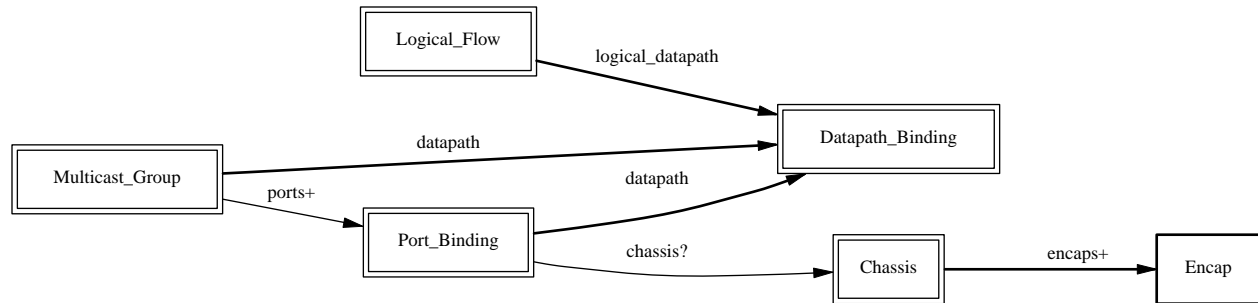 Logical_Flow
logical_datapath
Datapath_Binding
datapath
Multicast_Group
datapath
ports+
Port_Binding
chassis?
Chassis
encaps+
Encap